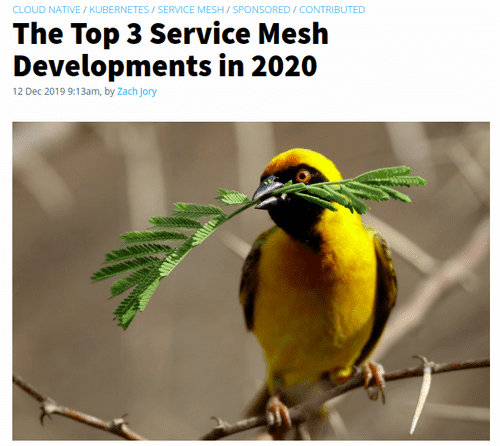 CLOUD NATIVE / KUBERNETES / SERVICE MESH / SPONSORED / CONTRIBUTED
The Top 3 Service Mesh
Developments in 2020
12 Dec 2019 9:13am, by Zach Jory